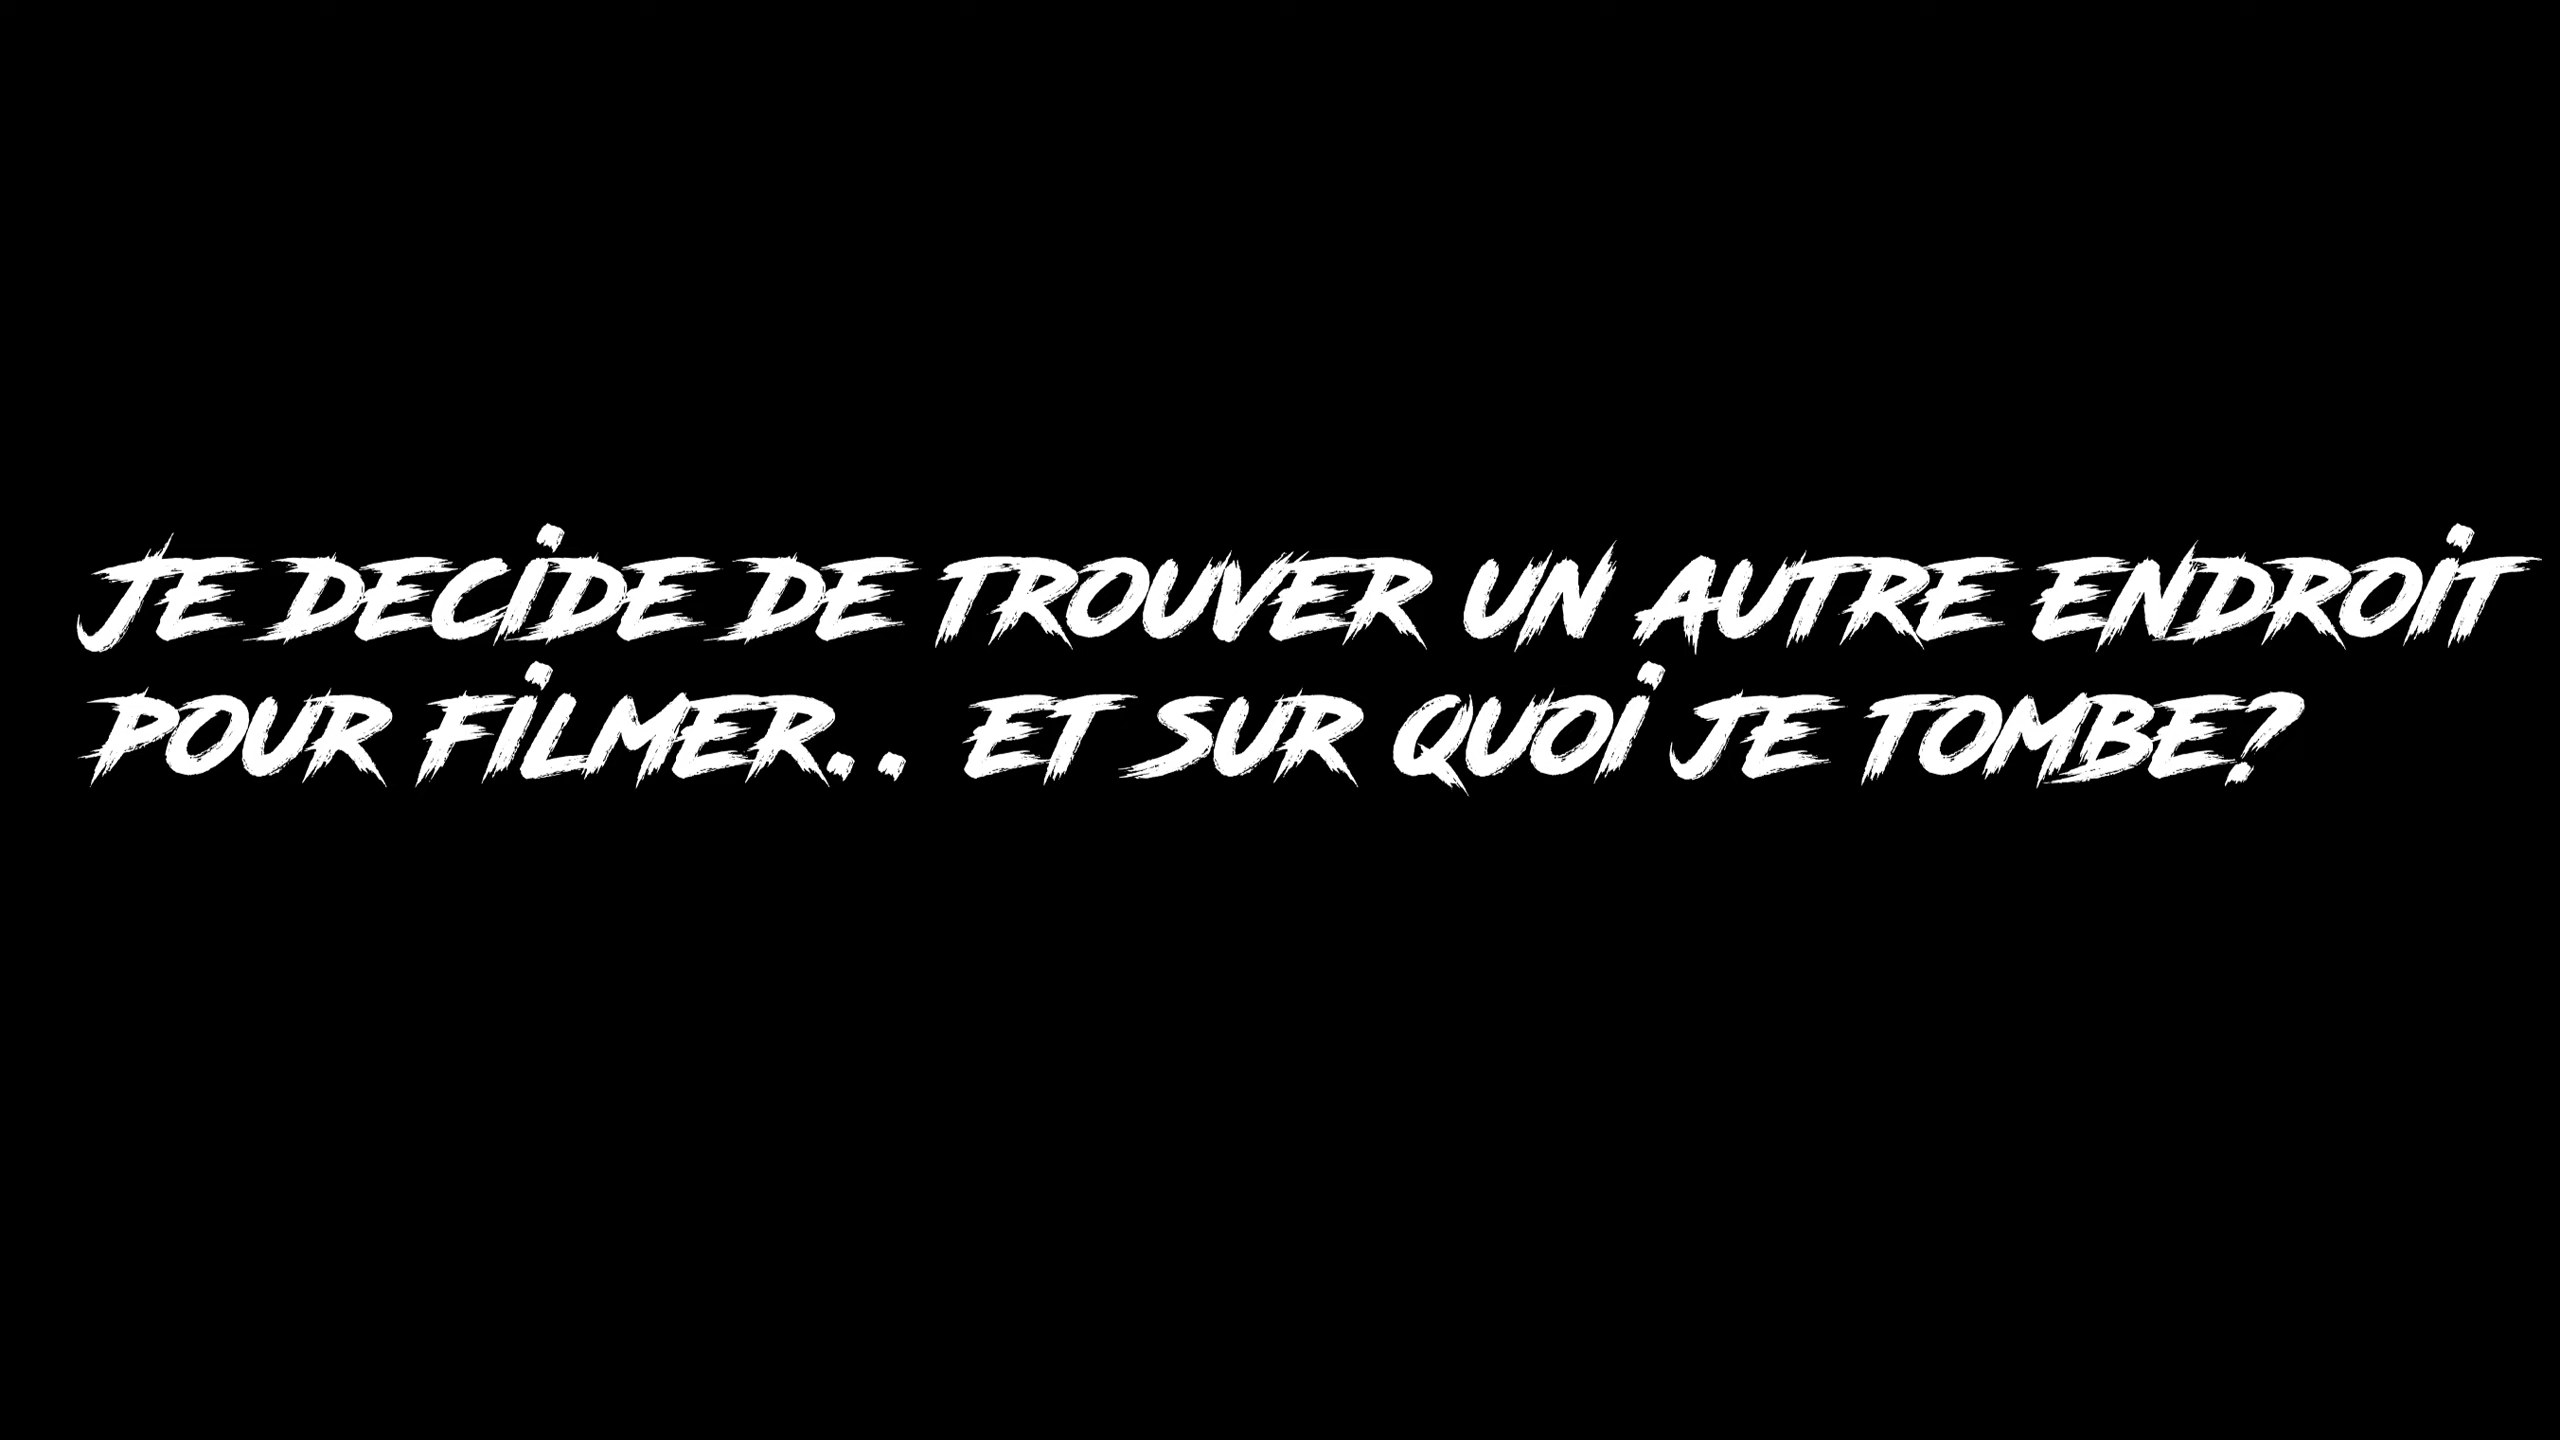 JE DECIDE DE TROUVER UN AUTRE ENDROIT
POUR FILMER.. ET SUR QUOI JE TOMBE?